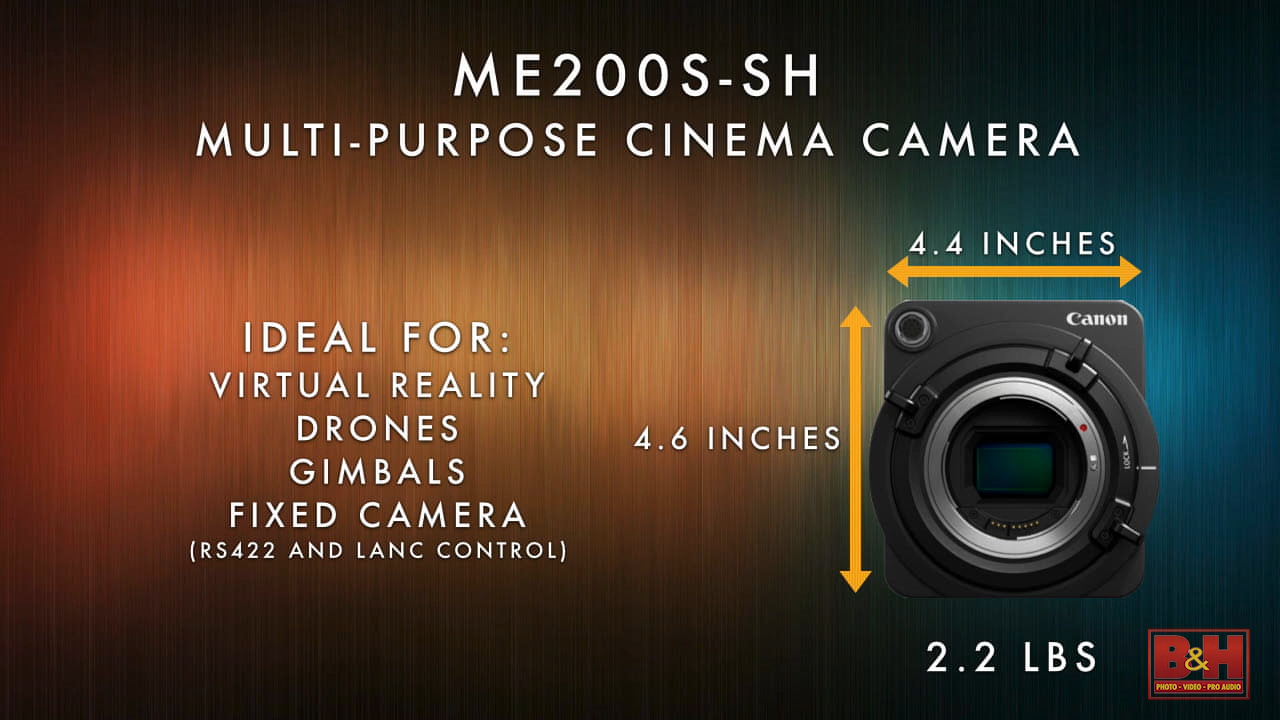 ME200S-SH
MULTI-PURPOSE CINEMA CAMERA
4.4 INCHES
Canon
IDEAL FOR:
VIRTUAL REALITY
DRONES
GIMBALS
FIXED CAMERA
(RS422 AND LANC CONTROL)
4.6 INCHES
LOCK
2.2 LBS
B&H
PHOTO - VIDEO - PRO AUDIO